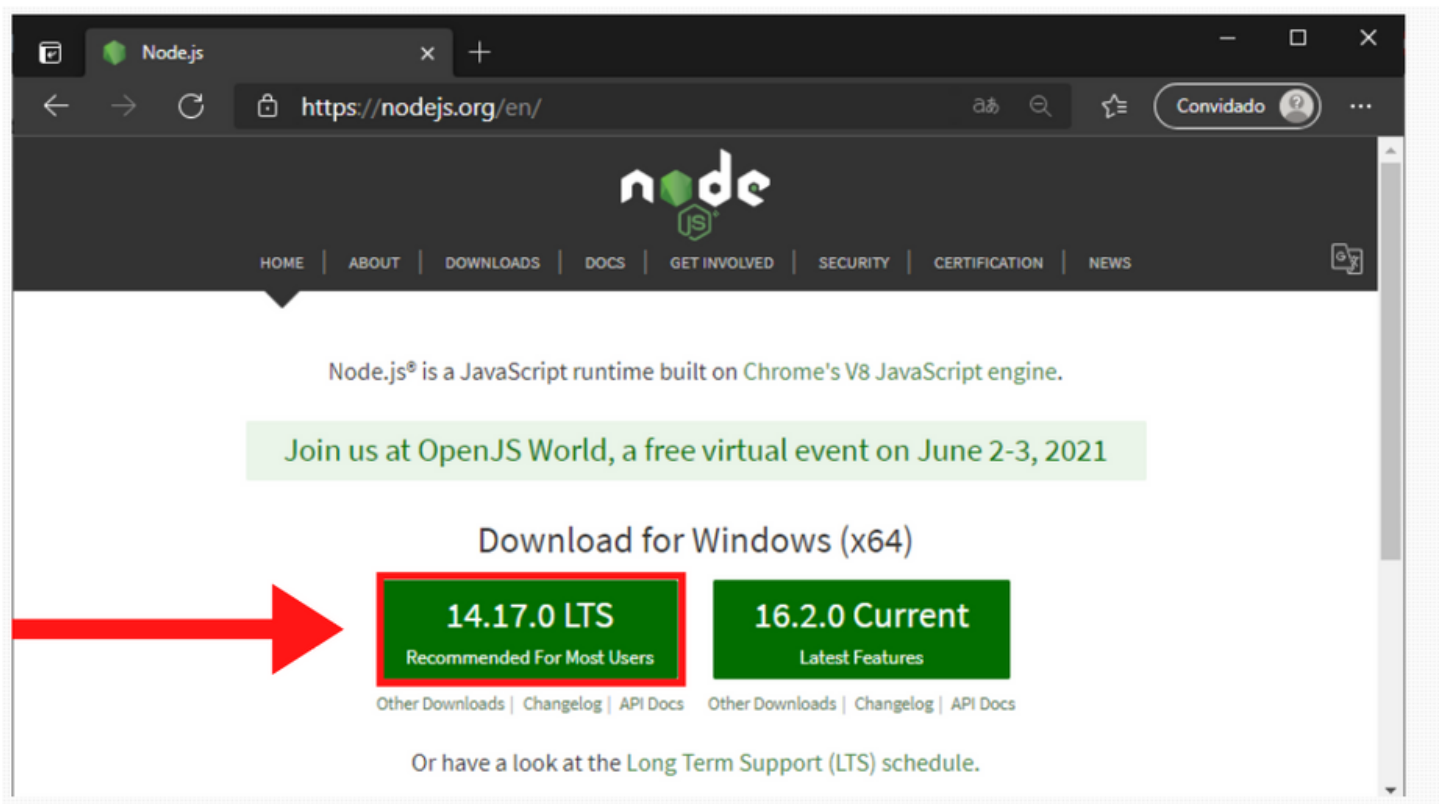 Node.js
https://nodejs.org/en/
aあ
Convidado
node
JS
HOME | ABOUT | DOWNLOADS | DOCS | GET INVOLVED | SECURITY | CERTIFICATION | NEWS
Node.js® is a JavaScript runtime built on Chrome's V8 JavaScript engine.
Join us at OpenJS World, a free virtual event on June 2-3, 2021
Download for Windows (x64)
14.17.0 LTS
Recommended For Most Users
16.2.0 Current
Latest Features
Other Downloads | Changelog | API Docs
Other Downloads | Changelog | API Docs
Or have a look at the Long Term Support (LTS) schedule.